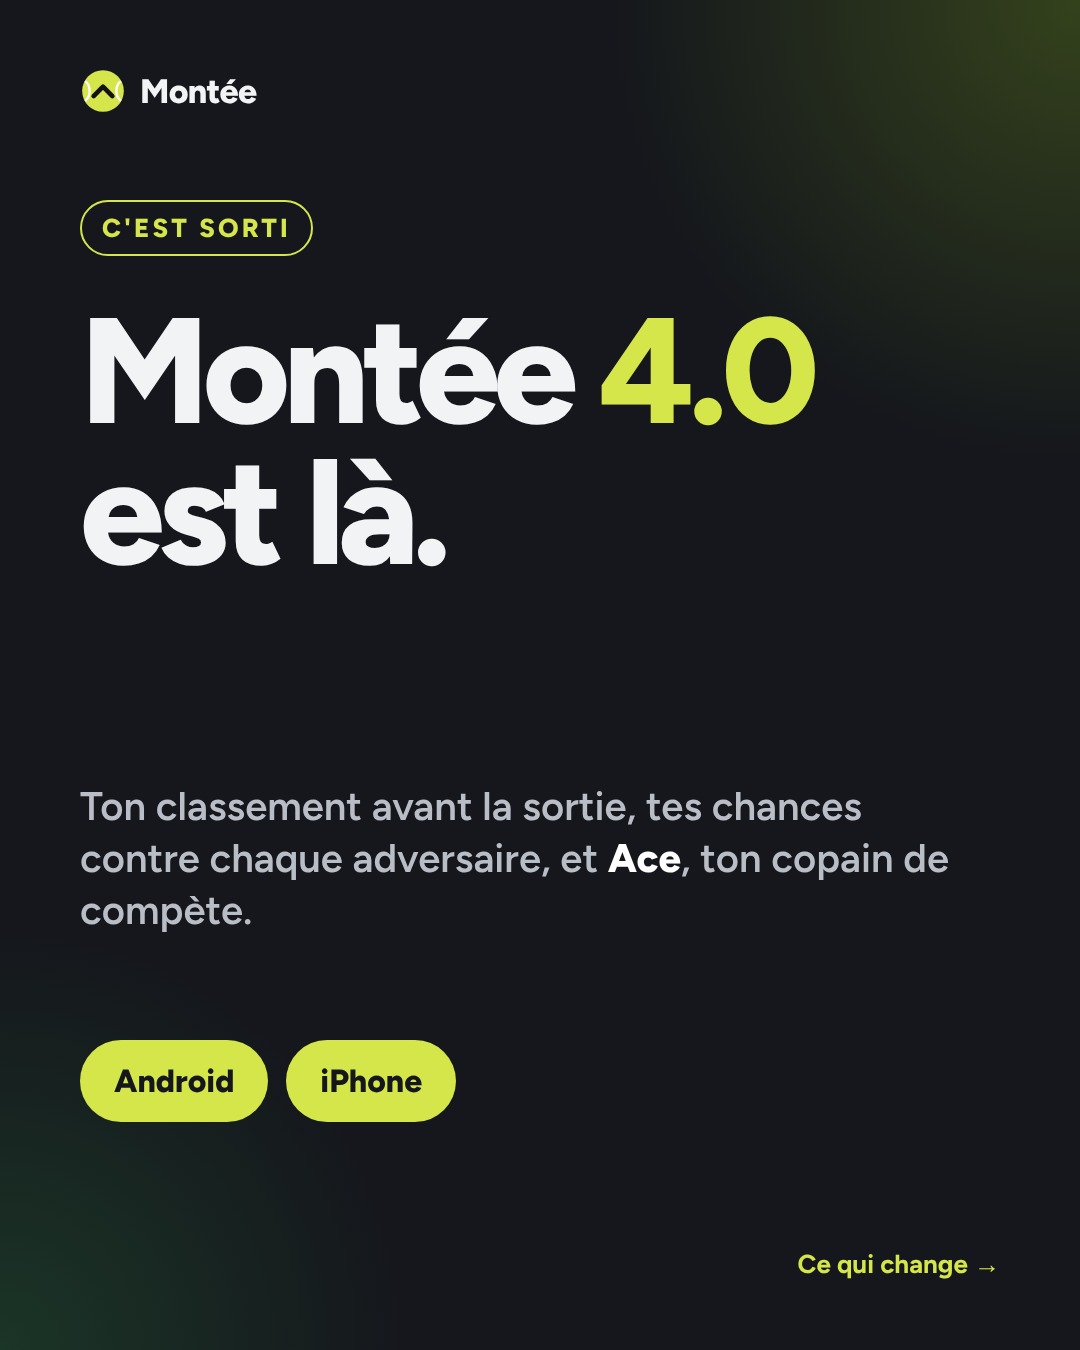 Montée
C'EST SORTI
Montée 4.0
est là.
Ton classement avant la sortie, tes chances
contre chaque adversaire, et Ace, ton copain de
compète.
Android
iPhone
Ce qui change →